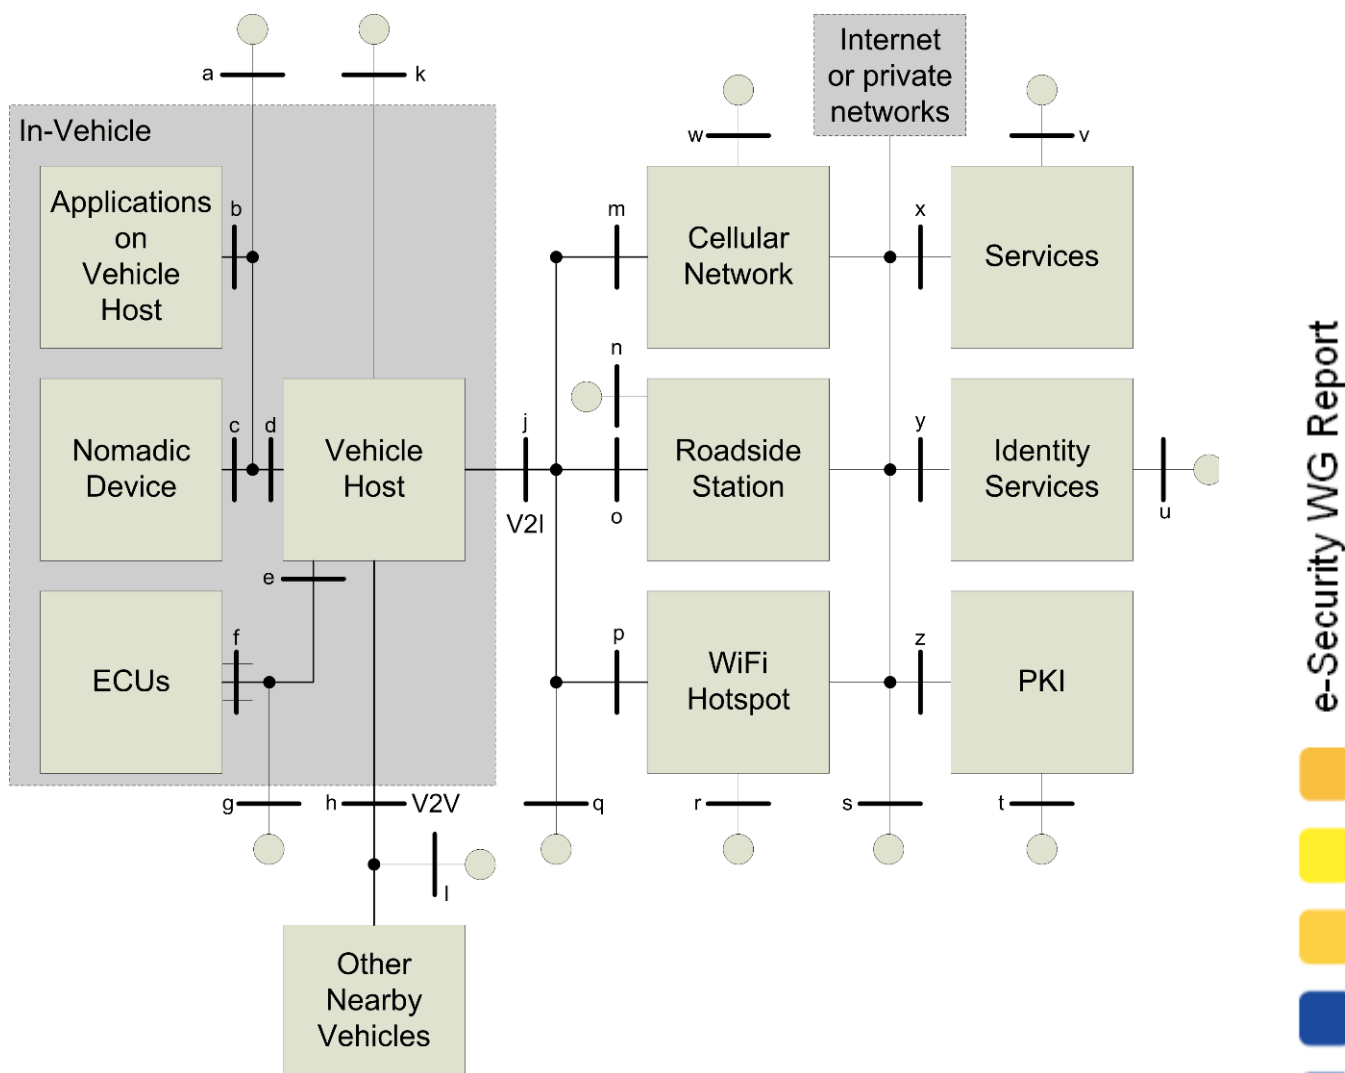 Internet
or private
networks
a
k
w
v
In-Vehicle
Applications
on
Vehicle
Host
b
m
Cellular
Network
x
Services
n
c
d
Nomadic
Device
Vehicle
Host
j
V2I
o
Roadside
Station
y
Identity
Services
u
e
f
ECUs
p
WiFi
Hotspot
z
PKI
g
h
V2V
q
r
s
t
l
Other
Nearby
Vehicles
e-Security WG Report